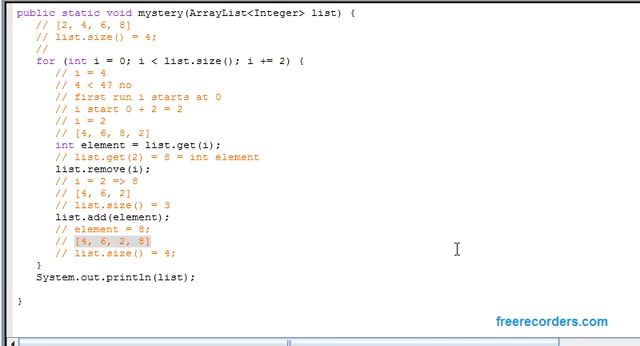 public static void mystery(ArrayList<Integer> list) {
// [2, 4, 6, 8]
// list.size() = 4;
//
for (int i = 0; i < list.size(); i += 2) {
// i = 4
// 4 < 4? no
// first run i starts at 0
// i start 0 + 2 = 2
// i = 2
// [4, 6, 8, 2]
int element = list.get(i);
// list.get(2) = 8 = int element
list.remove(i);
// i = 2 => 8
// [4, 6, 2]
// list.size() = 3
list.add(element);
// element = 8;
// [4, 6, 2, 8]
// list.size() = 4;
}
System.out.println(list);
}
freerecorders.com